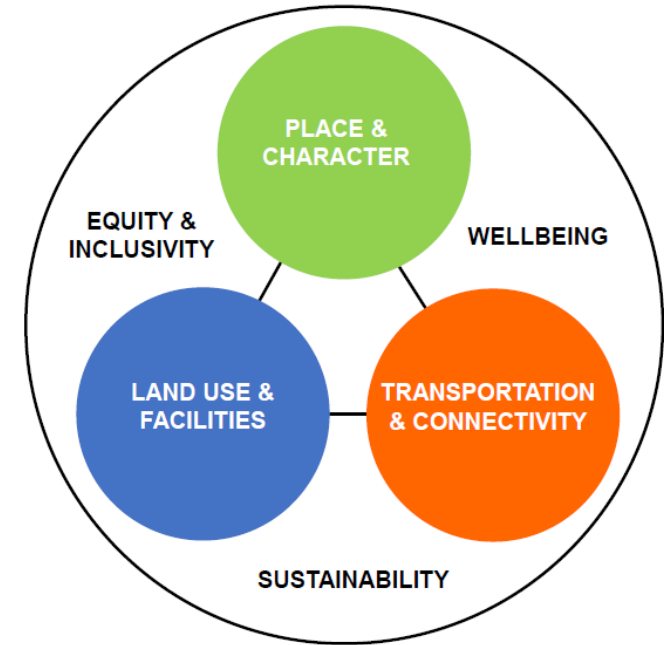 PLACE &
CHARACTER
EQUITY &
INCLUSIVITY
WELLBEING
LAND USE &
FACILITIES
TRANSPORTATION
& CONNECTIVITY
SUSTAINABILITY